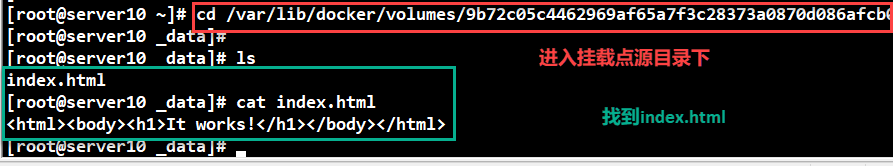 [root@server10 ~]# cd /var/lib/docker/volumes/9b72c05c4462969af65a7f3c28373a0870d086afcb0
[root@server10 _data]#
[root@server10 _data]# ls
进入挂载点源目录下
index.html
[root@server10 _data]# cat index.html
<html><body><h1>It works!</h1></body></html>
找到index.html
[root@server10 _data]#